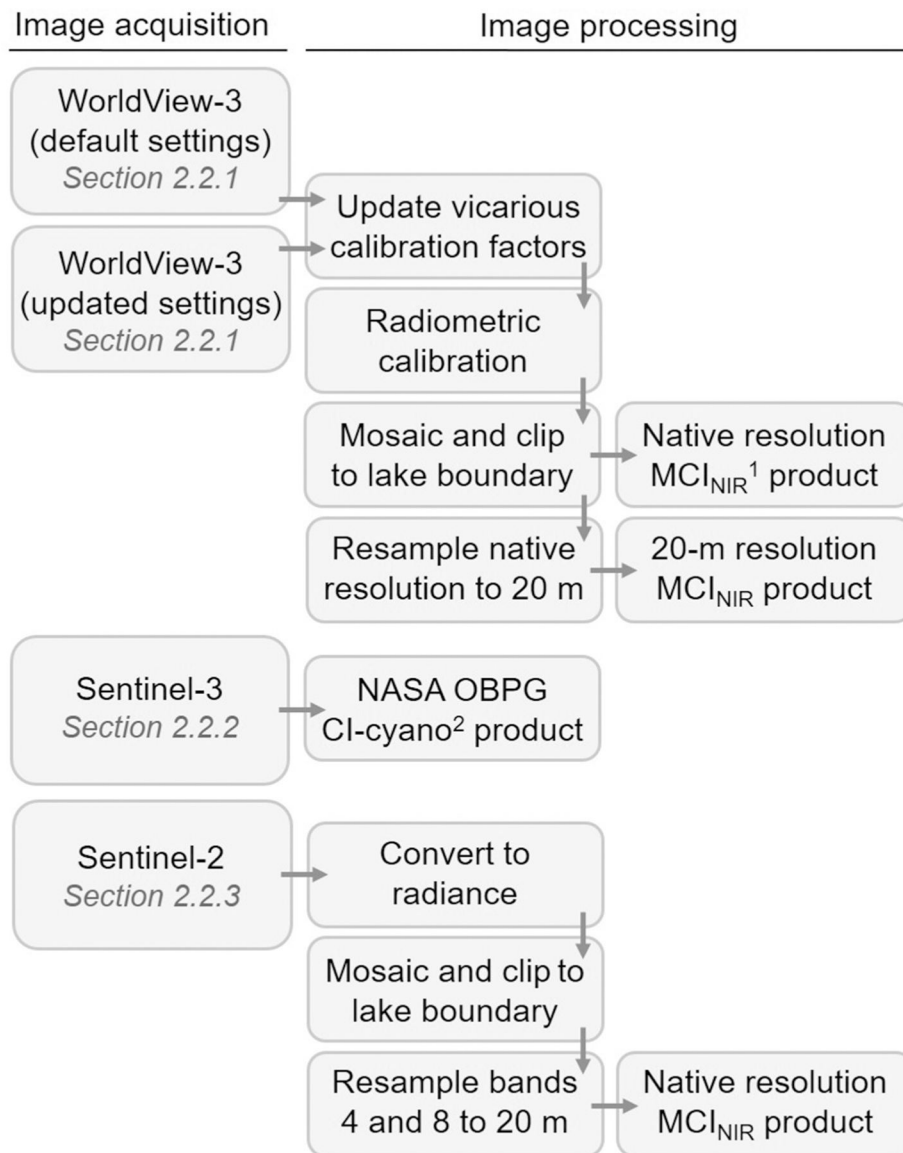 Image acquisition
Image processing
WorldView-3
(default settings)
Section 2.2.1
WorldView-3
(updated settings)
Section 2.2.1
Update vicarious
calibration factors
Radiometric
calibration
Mosaic and clip
to lake boundary
Native resolution
MCI_NIR¹ product
Resample native
resolution to 20 m
20-m resolution
MCI_NIR product
Sentinel-3
Section 2.2.2
NASA OBPG
CI-cyano² product
Sentinel-2
Section 2.2.3
Convert to
radiance
Mosaic and clip to
lake boundary
Resample bands
4 and 8 to 20 m
Native resolution
MCI_NIR product